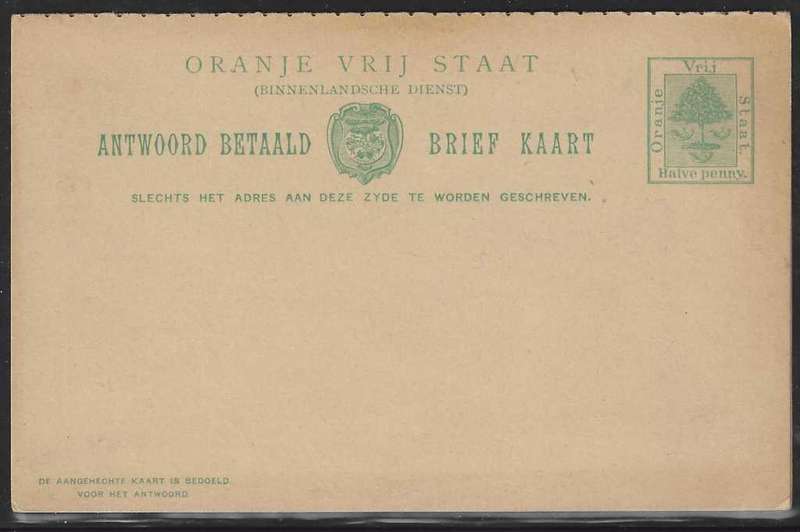 ORANJE VRIJ STAAT
(BINNENLANDSCHE DIENST)
ANTWOORD BETAALD BRIEF KAART
SLECHTS HET ADRES AAN DEZE ZYDE TE WORDEN GESCHREVEN.
Oranje
Vrij
Staat.
Halve penny.
DE AANGEHECHTE KAART IS BEDOELD
VOOR HET ANTWOORD.